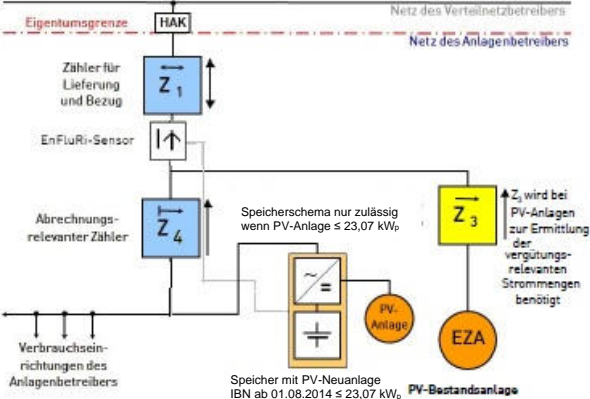 Netz des Verteilnetzbetreibers
Eigentumsgrenze
HAK
Netz des Anlagenbetreibers
Zähler für
Lieferung
und Bezug
Z 1
EnFluRi-Sensor
Abrechnungs-
relevanter Zähler
Z 4
Speicherschema nur zulässig
wenn PV-Anlage ≤ 23,07 kWp
Z 3
Z3 wird bei
PV-Anlagen
zur Ermittlung
der
vergütungs-
relevanten
Strommengen
benötigt
~
=
PV-
Anlage
EZA
Verbrauchsein-
richtungen des
Anlagenbetreibers
Speicher mit PV-Neuanlage
IBN ab 01.08.2014 ≤ 23,07 kWp
PV-Bestandsanlage